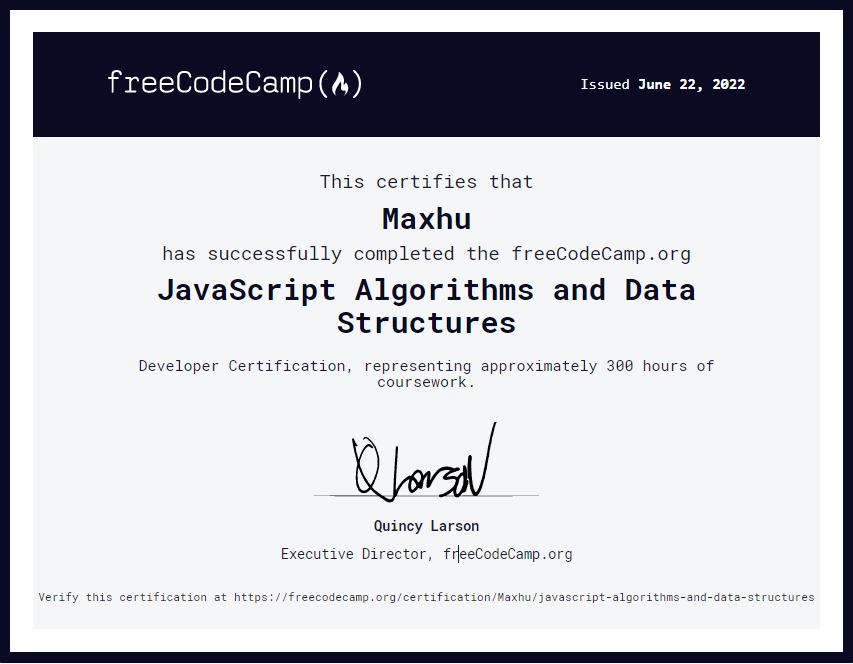 freeCodeCamp
Issued June 22, 2022
This certifies that
Maxhu
has successfully completed the freeCodeCamp.org
JavaScript Algorithms and Data
Structures
Developer Certification, representing approximately 300 hours of
coursework.
Q Larson
Quincy Larson
Executive Director, freeCodeCamp.org
Verify this certification at https://freecodecamp.org/certification/Maxhu/javascript-algorithms-and-data-structures